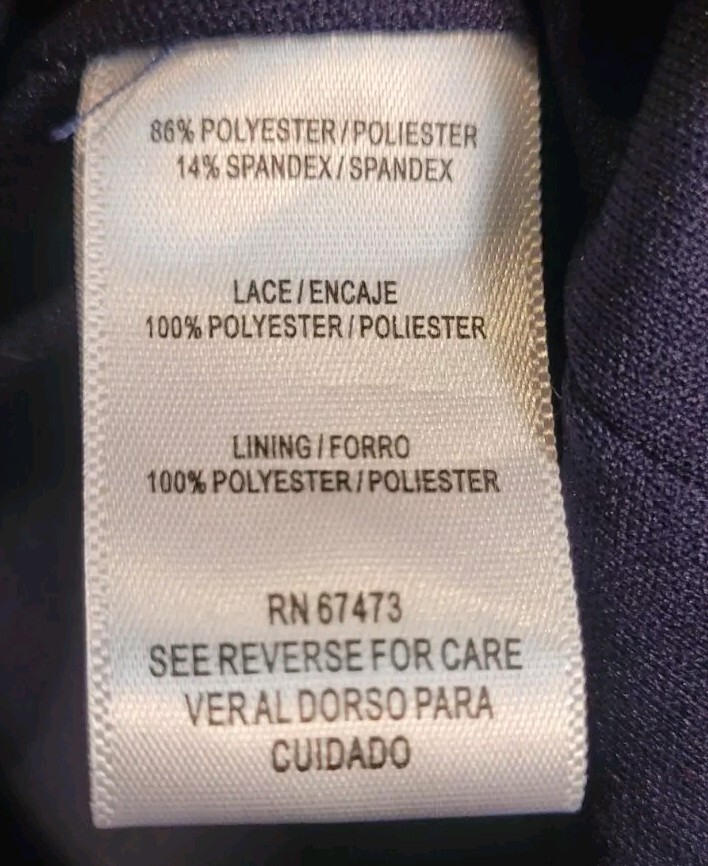 86% POLYESTER/POLIESTER
14% SPANDEX/SPANDEX
LACE/ENCAJE
100% POLYESTER/POLIESTER
LINING/FORRO
100% POLYESTER/POLIESTER
RN 67473
SEE REVERSE FOR CARE
VER AL DORSO PARA
CUIDADO